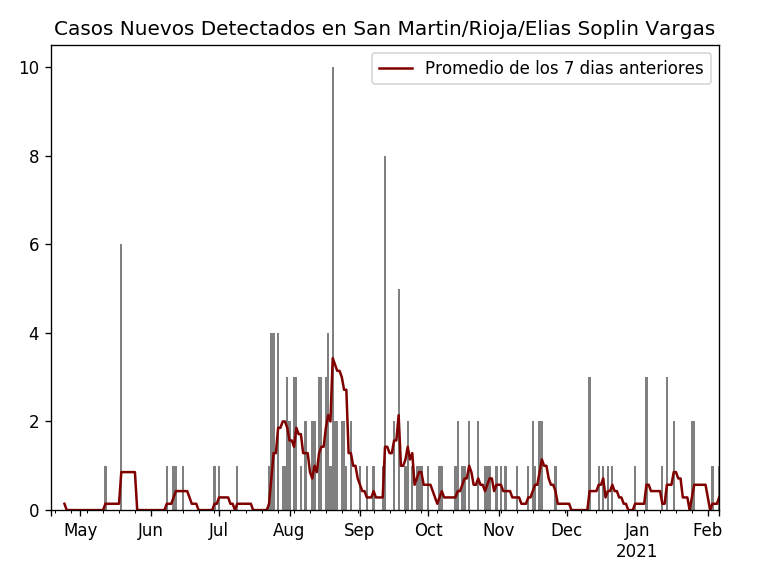 Casos Nuevos Detectados en San Martin/Rioja/Elias Soplin Vargas
Promedio de los 7 dias anteriores
10
8
6
4
2
0
May Jun Jul Aug Sep Oct Nov Dec Jan Feb
2021